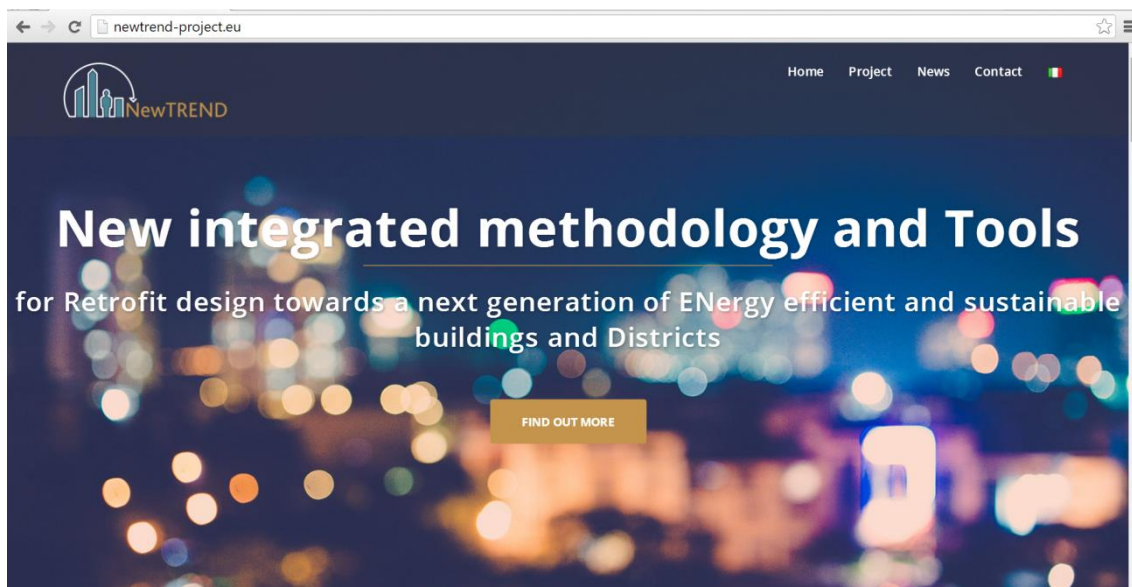 newtrend-project.eu
NewTREND
Home Project News Contact
New integrated methodology and Tools
for Retrofit design towards a next generation of ENergy efficient and sustainable
buildings and Districts
FIND OUT MORE